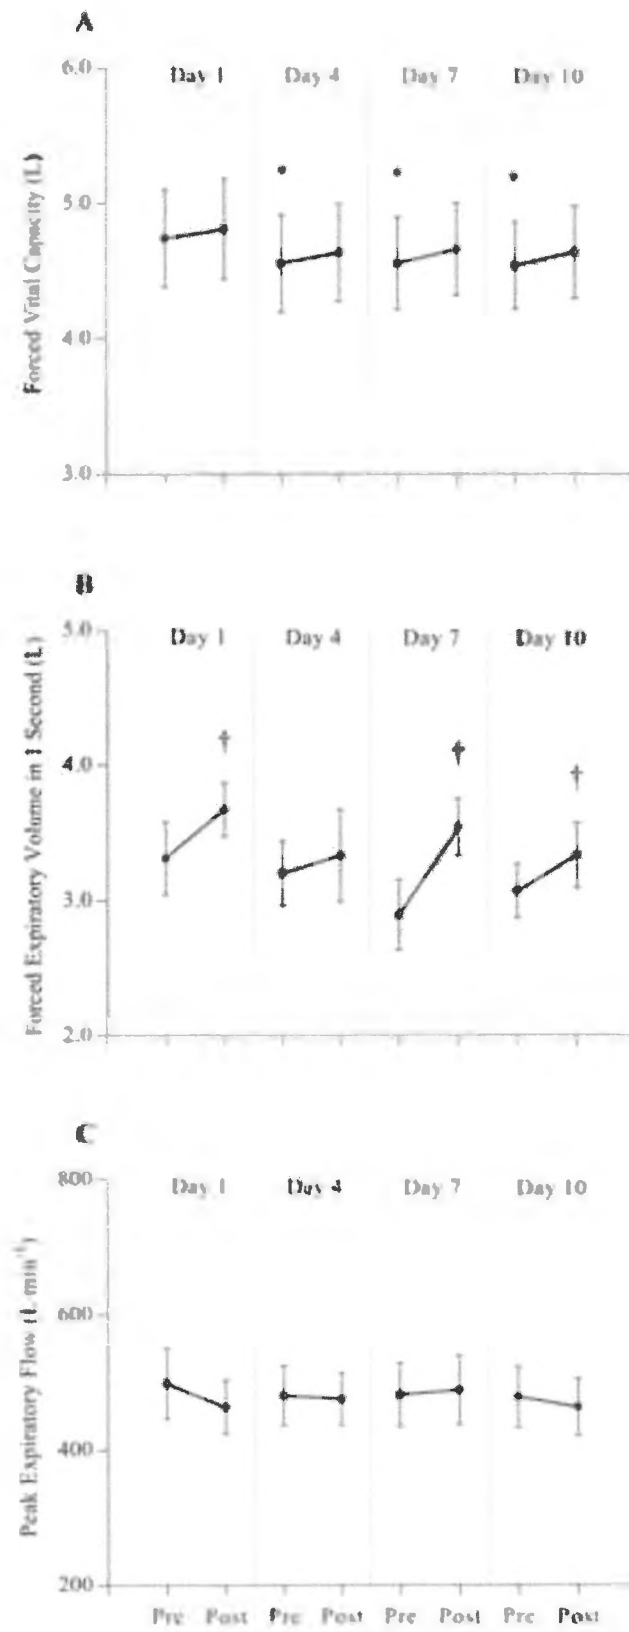 A
Day 1 Day 4 Day 7 Day 10
Forced Vital Capacity (L)
6.0
5.0
4.0
3.0
B
Day 1 Day 4 Day 7 Day 10
Forced Expiratory Volume in 1 Second (L)
5.0
4.0
3.0
2.0
† † †
C
Day 1 Day 4 Day 7 Day 10
Peak Expiratory Flow (L·min⁻¹)
800
600
400
200
Pre Post Pre Post Pre Post Pre Post